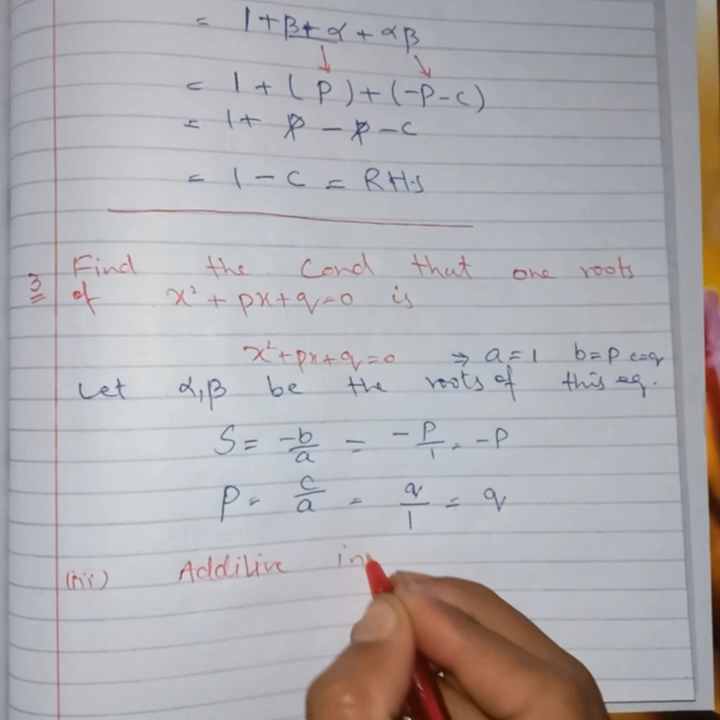 = 1 + β + α + αβ
= 1 + (P) + (-P - c)
= 1 + P - P - c
= 1 - c = RHS
3 Find the Cond that one roots
of x² + px + q = 0 is
x² + px + q = 0 ⇒ a = 1 b = P c = q
Let α, β be the roots of this eq.
S = -b/a = -P/1 = -P
P = c/a = q/1 = q
(iii) Additive in